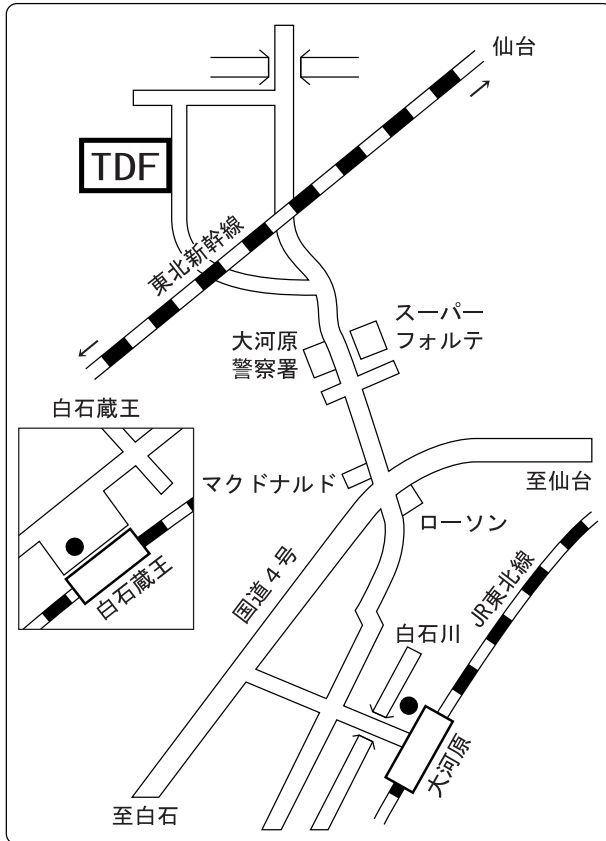 仙台
TDF
東北新幹線
スーパー
フォルテ
大河原
警察署
白石蔵王
マクドナルド
至仙台
ローソン
白石蔵王
国道4号
JR東北線
白石川
大河原
至白石